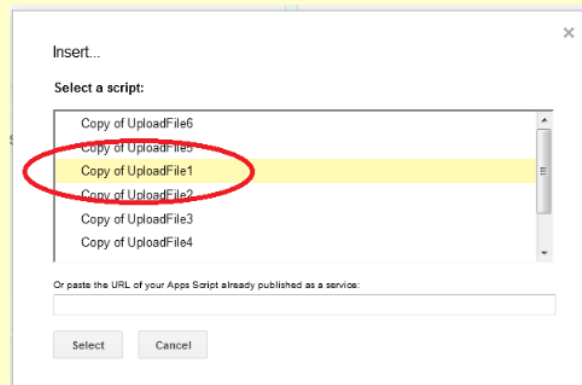 Insert...
Select a script:
Copy of UploadFile6
Copy of UploadFile5
Copy of UploadFile1
Copy of UploadFile2
Copy of UploadFile3
Copy of UploadFile4
Or paste the URL of your Apps Script already published as a service:
Select Cancel